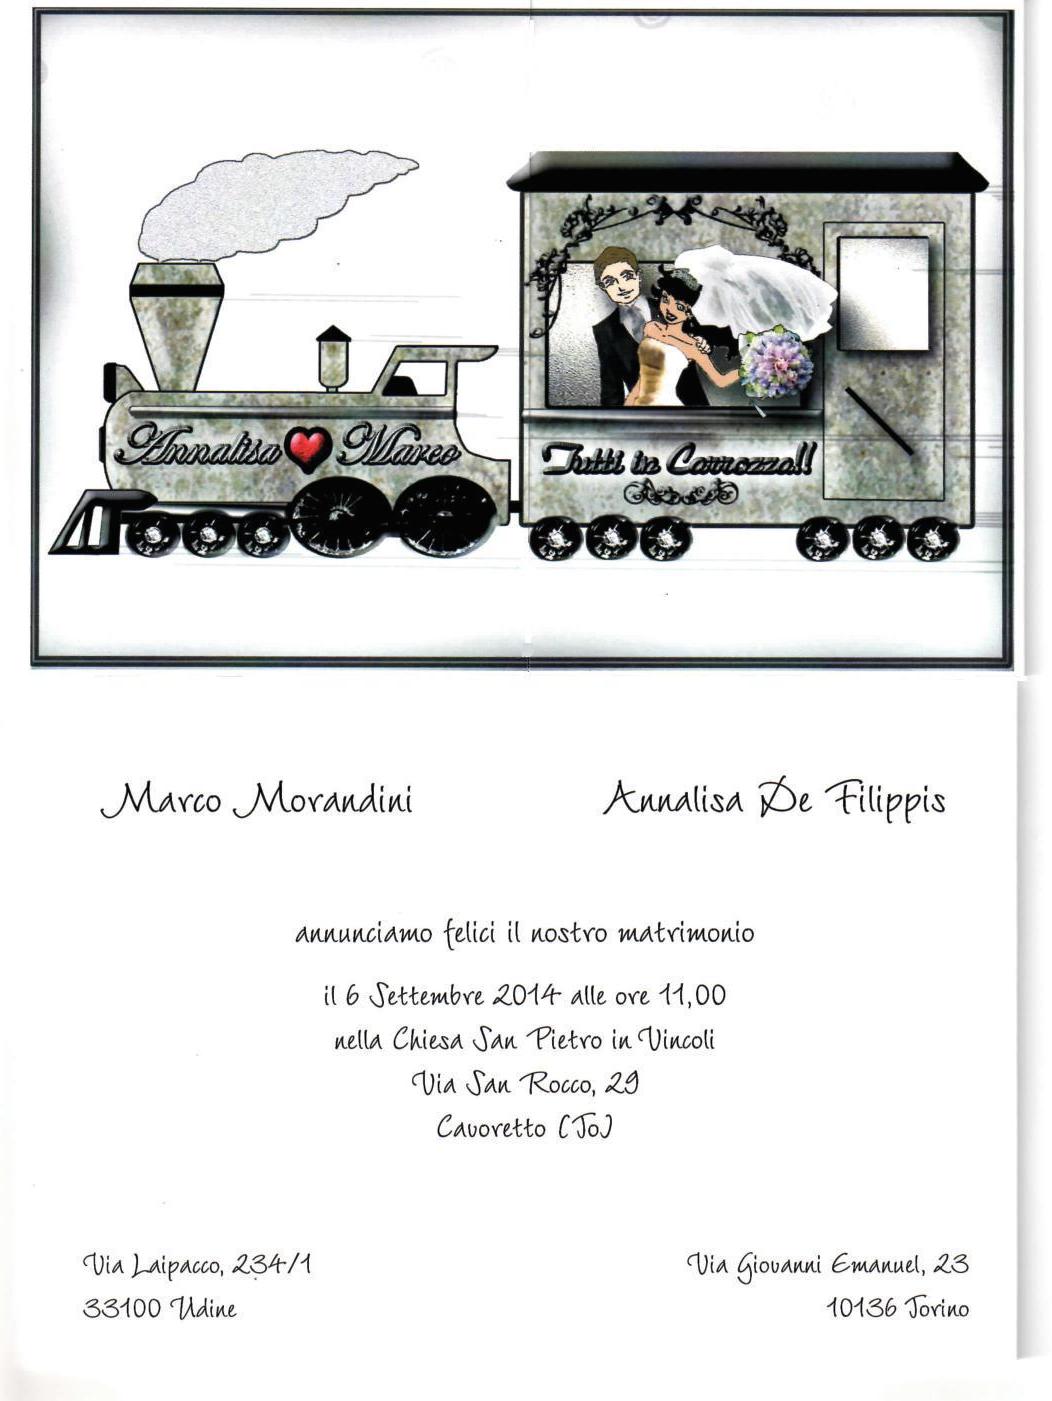 Annalisa Marco
Tutti in Carrozza!!
Marco Morandini
Annalisa De Filippis
annunciamo felici il nostro matrimonio
il 6 Settembre 2014 alle ore 11,00
nella Chiesa San Pietro in Vincoli
Via San Rocco, 29
Cavoretto (To)
Via Laipacco, 234/1
33100 Udine
Via Giovanni Emanuel, 23
10136 Torino